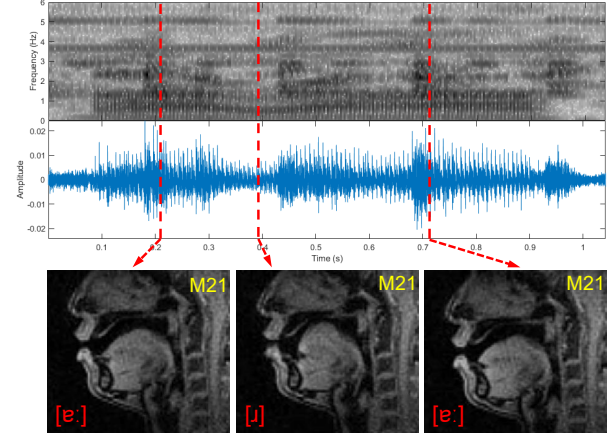 6
5
4
3
2
1
0
Frequency (Hz)
0.02
0.01
0
-0.01
-0.02
Amplitude
0.1 0.2 0.3 0.4 0.5 0.6 0.7 0.8 0.9 1
Time (s)
M21 M21 M21
[ɐː] [ɻ] [ɐː]